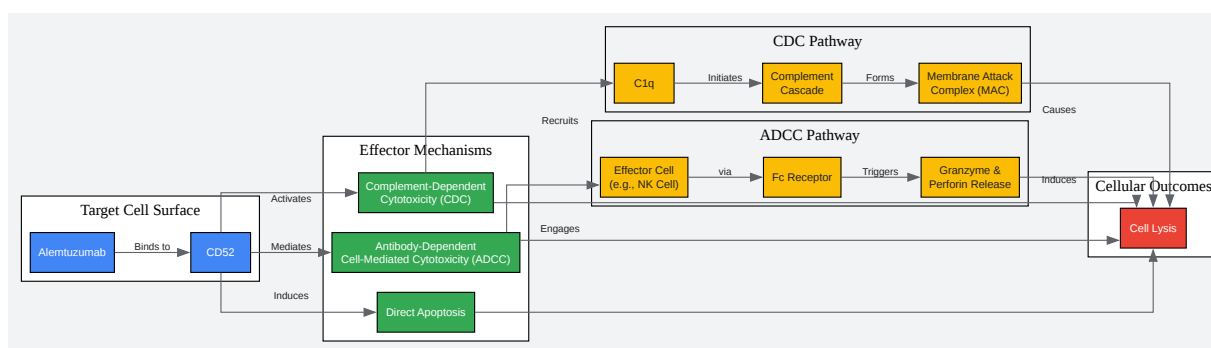 CDC Pathway
C1q
Initiates
Complement
Cascade
Forms
Membrane Attack
Complex (MAC)
Causes
Recruits
ADCC Pathway
Effector Cell
(e.g., NK Cell)
via
Fc Receptor
Triggers
Granzyme &
Perforin Release
Induces
Effector Mechanisms
Complement-Dependent
Cytotoxicity (CDC)
Antibody-Dependent
Cell-Mediated Cytotoxicity (ADCC)
Direct Apoptosis
Target Cell Surface
Alemtuzumab
Binds to
CD52
Activates
Mediates
Induces
Engages
Cellular Outcomes
Cell Lysis